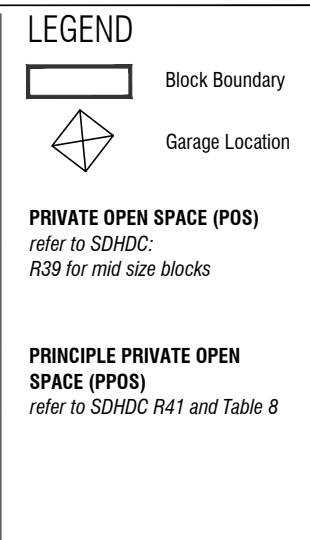 LEGEND
Block Boundary
Garage Location
PRIVATE OPEN SPACE (POS)
refer to SDHDC:
R39 for mid size blocks
PRINCIPLE PRIVATE OPEN
SPACE (PPOS)
refer to SDHDC R41 and Table 8